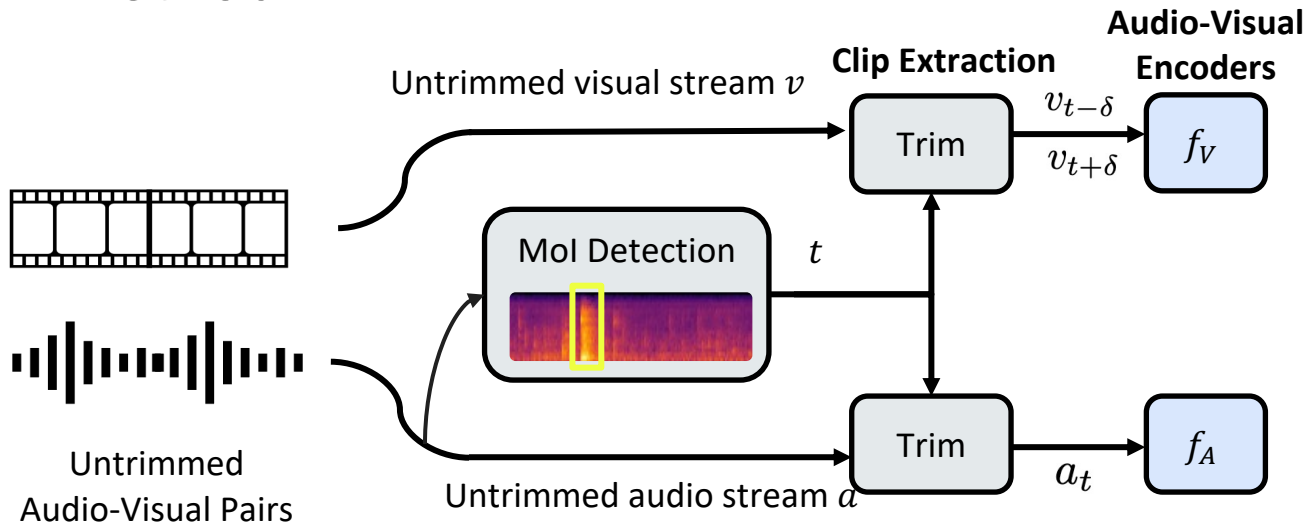 Audio-Visual
Encoders
Clip Extraction
Untrimmed visual stream v
Trim
v_{t−δ}
v_{t+δ}
f_V
MoI Detection
t
Trim
a_t
f_A
Untrimmed audio stream a
Untrimmed
Audio-Visual Pairs